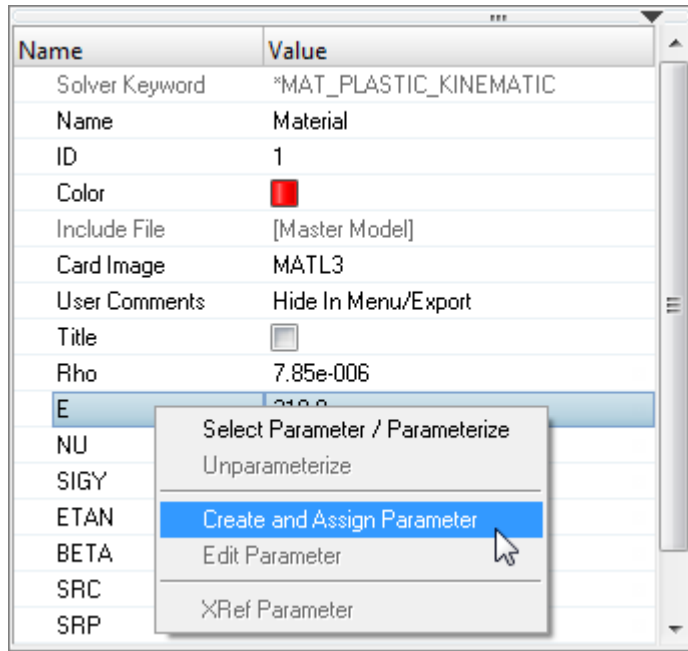 Name Value
Solver Keyword *MAT_PLASTIC_KINEMATIC
Name Material
ID 1
Color
Include File [Master Model]
Card Image MATL3
User Comments Hide In Menu/Export
Title
Rho 7.85e-006
E
NU
SIGY
ETAN
BETA
SRC
SRP
Select Parameter / Parameterize
Unparameterize
Create and Assign Parameter
Edit Parameter
XRef Parameter